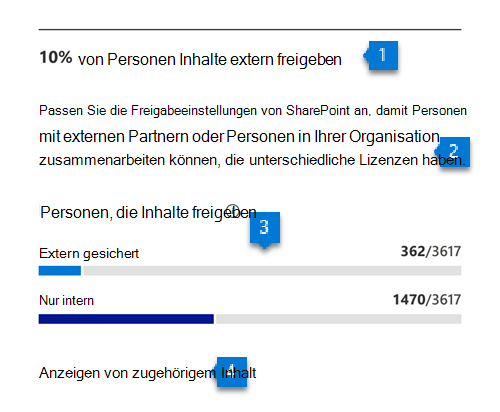 10% von Personen Inhalte extern freigeben
1
Passen Sie die Freigabeeinstellungen von SharePoint an, damit Personen
mit externen Partnern oder Personen in Ihrer Organisation
zusammenarbeiten können, die unterschiedliche Lizenzen haben.
2
Personen, die Inhalte freigeben
3
Extern gesichert 362/3617
Nur intern 1470/3617
Anzeigen von zugehörigem Inhalt
4